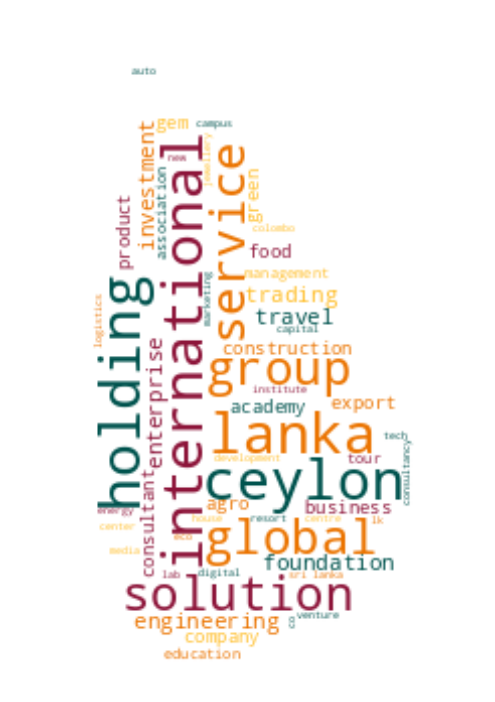 auto
gem
campus
investment
new
jewellery
international
service
association
green
product
colombo
food
management
holding
marketing
trading
logistics
travel
capital
enterprise
construction
group
institute
export
academy
lanka
tech
consultancy
development
tour
ceylon
consultant
agro
business
energy
house
resort
centre
lk
center
global
eco
media
foundation
lab
digital
sri lanka
solution
engineering
co
venture
company
education